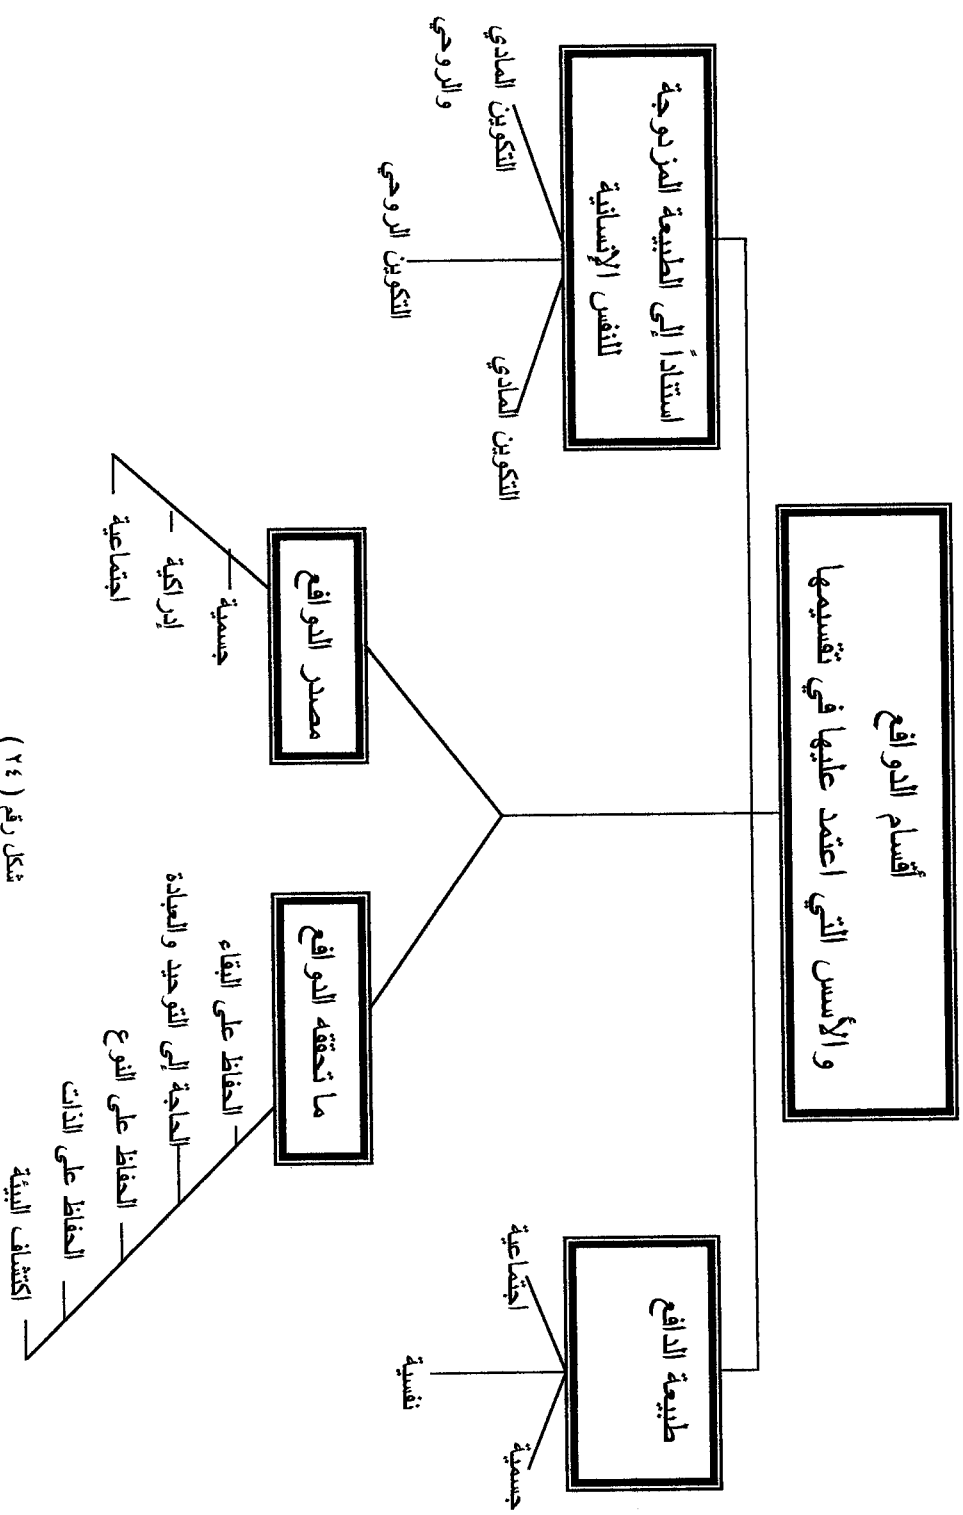 أقسام الدوافع
والأسس التي اعتمد عليها في تقسيمها
طبيعة الدافع
جسمية
نفسية
اجتماعية
استناداً إلى الطبيعة المزدوجة
للنفس الإنسانية
التكوين المادي
التكوين الروحي
التكوين المادي
والروحي
ما تحققه الدوافع
الحفاظ على البقاء
الحاجة إلى التوحيد والعبادة
الحفاظ على النوع
الحفاظ على الذات
اكتشاف البيئة
مصدر الدوافع
جسمية
إدراكية
اجتماعية
شكل رقم ( ٢٤ )